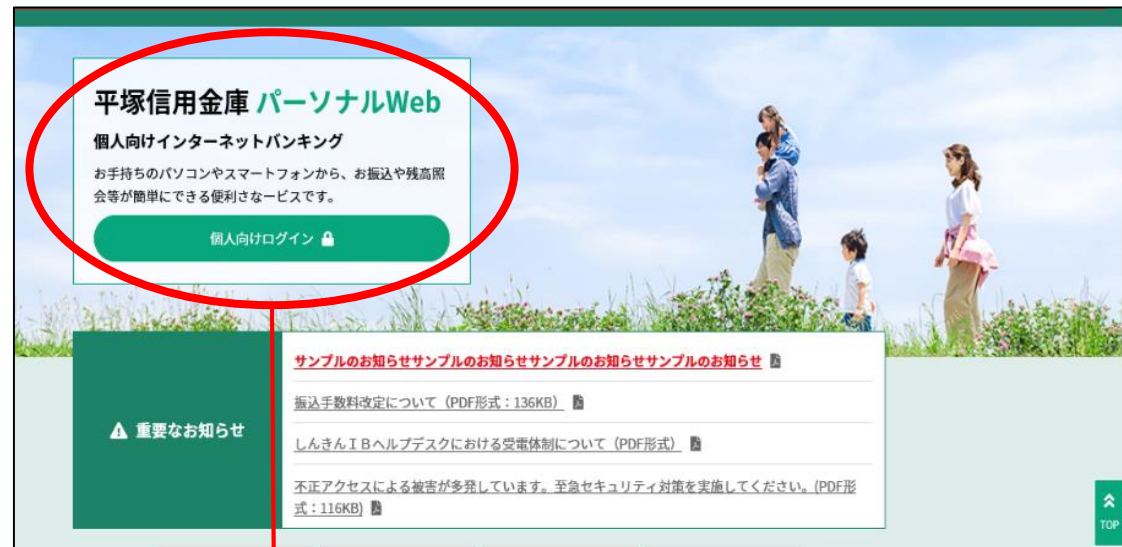 平塚信用金庫 パーソナルWeb
個人向けインターネットバンキング
お手持ちのパソコンやスマートフォンから、お振込や残高照
会等が簡単にできる便利さなービスです。
個人向けログイン
重要なお知らせ
サンプルのお知らせサンプルのお知らせサンプルのお知らせサンプルのお知らせ
振込手数料改定について（PDF形式：136KB）
しんきんＩＢヘルプデスクにおける受電体制について（PDF形式）
不正アクセスによる被害が多発しています。至急セキュリティ対策を実施してください。(PDF形
式：116KB)
TOP